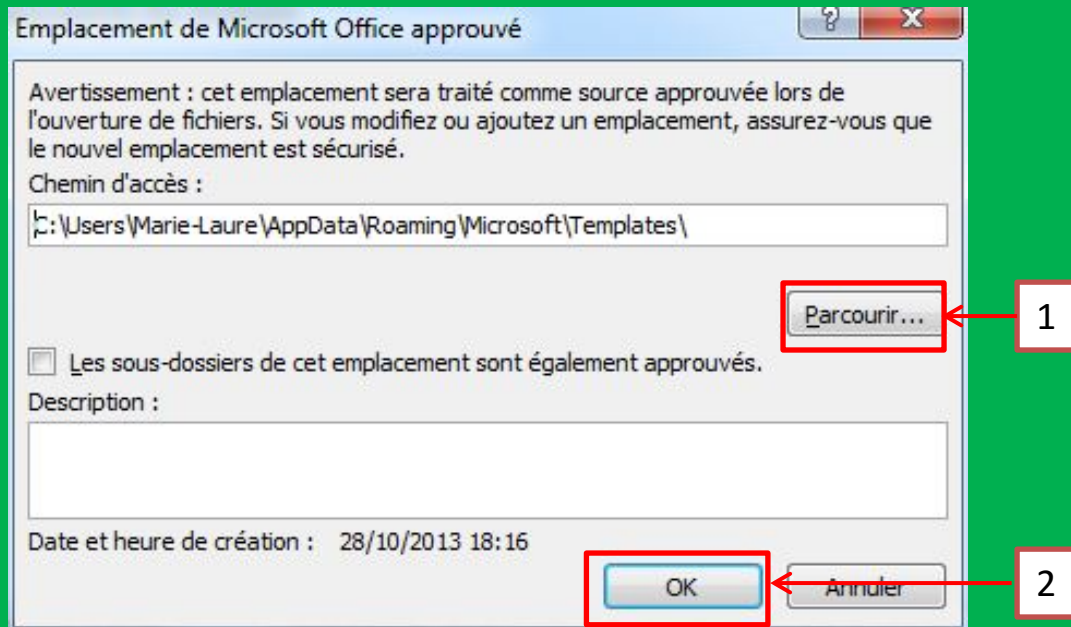 Emplacement de Microsoft Office approuvé
Avertissement : cet emplacement sera traité comme source approuvée lors de
l'ouverture de fichiers. Si vous modifiez ou ajoutez un emplacement, assurez-vous que
le nouvel emplacement est sécurisé.
Chemin d'accès :
C:\Users\Marie-Laure\AppData\Roaming\Microsoft\Templates\
Parcourir...
1
Les sous-dossiers de cet emplacement sont également approuvés.
Description :
Date et heure de création : 28/10/2013 18:16
OK
Annuler
2